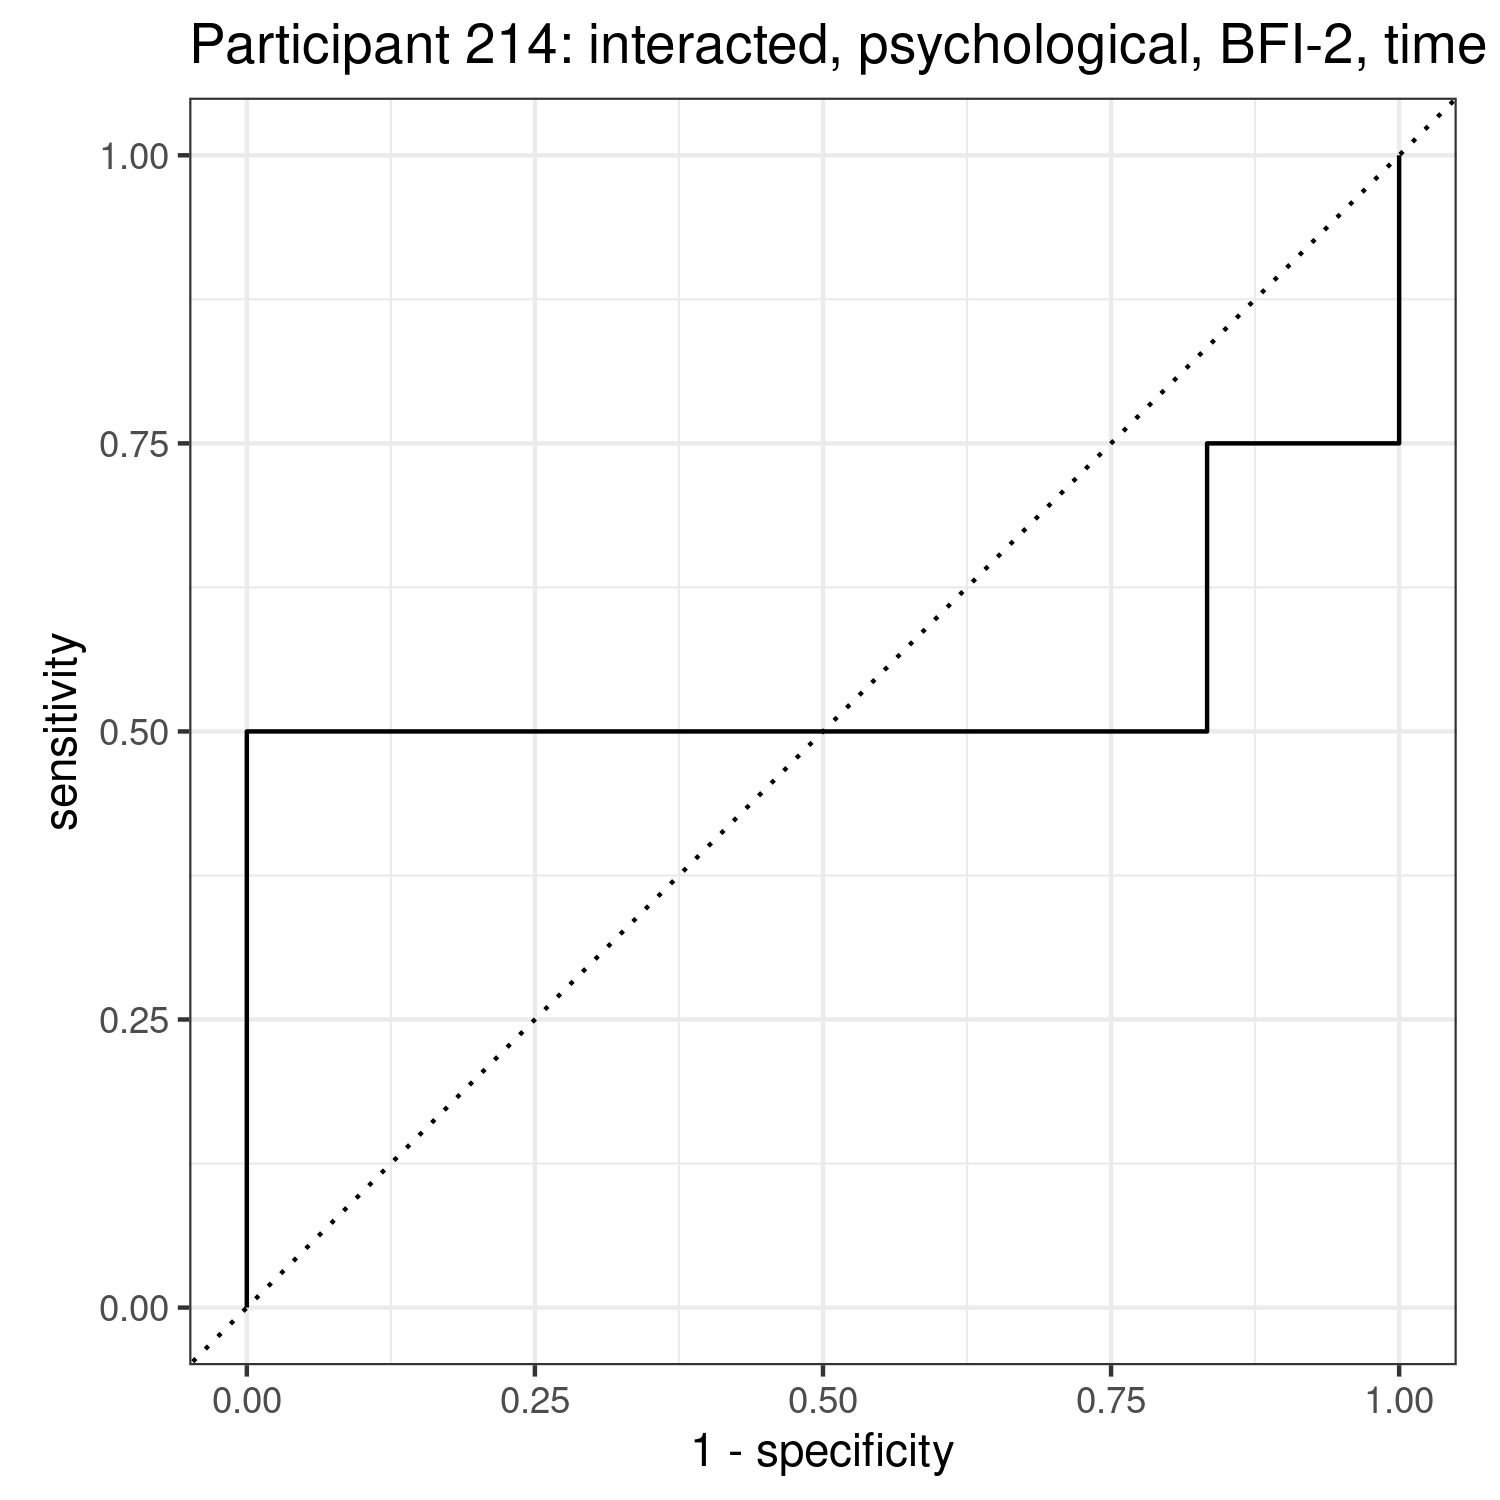 Participant 214: interacted, psychological, BFI-2, time
1.00
0.75
0.50
0.25
0.00
sensitivity
0.00 0.25 0.50 0.75 1.00
1 - specificity